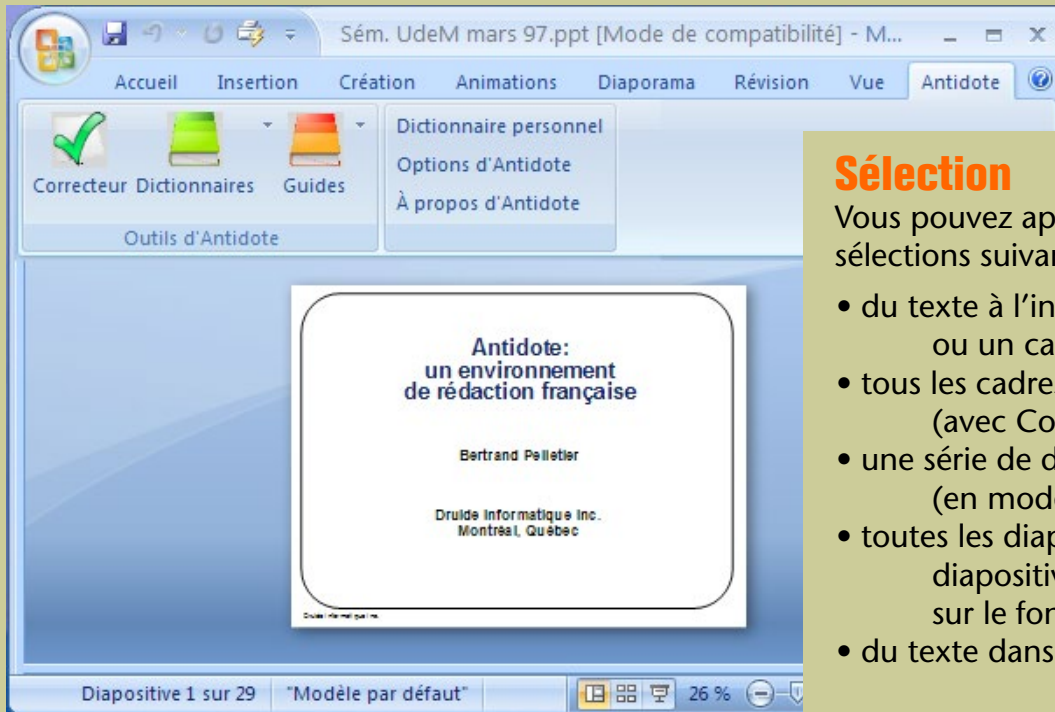 Sém. UdeM mars 97.ppt [Mode de compatibilité] - M...
Accueil Insertion Création Animations Diaporama Révision Vue Antidote
Correcteur Dictionnaires Guides
Outils d'Antidote
Dictionnaire personnel
Options d'Antidote
À propos d'Antidote
Antidote:
un environnement
de rédaction française
Bertrand Pelletier
Druide informatique inc.
Montréal, Québec
Druide informatique inc.
Diapositive 1 sur 29 "Modèle par défaut" 26 %
Sélection
Vous pouvez ap
sélections suivar
• du texte à l’in
ou un ca
• tous les cadre
(avec Co
• une série de d
(en mode
• toutes les diap
diapositiv
sur le for
• du texte dans